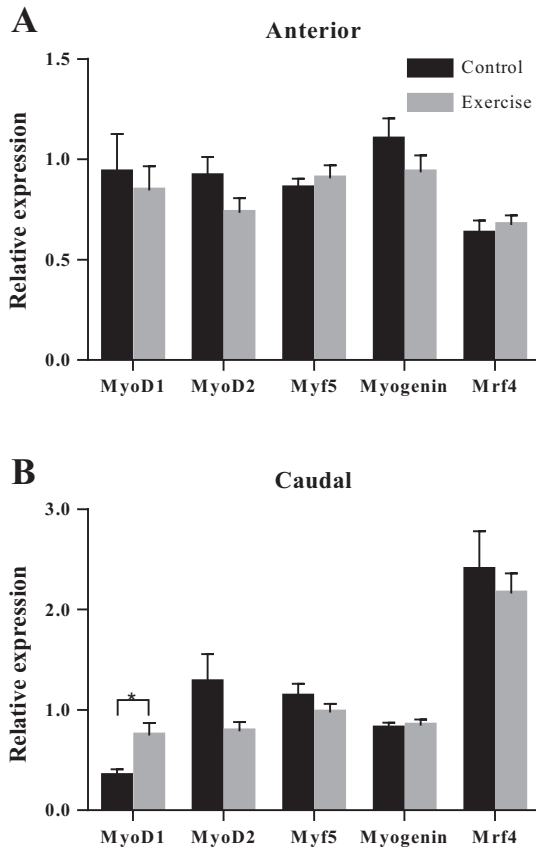 A
Anterior
Relative expression
1.5
1.0
0.5
0.0
Control
Exercise
MyoD1 MyoD2 Myf5 Myogenin Mrf4
B
Caudal
Relative expression
3.0
2.0
1.0
0.0
*
MyoD1 MyoD2 Myf5 Myogenin Mrf4